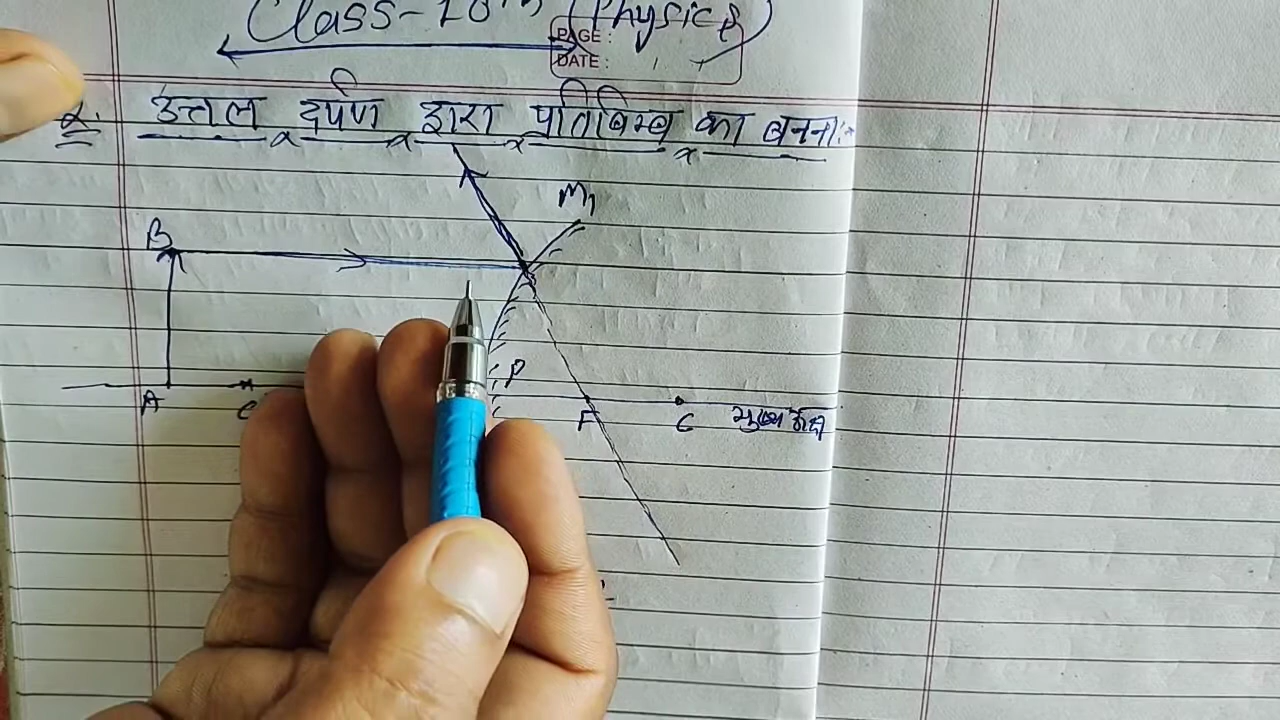 Class-10th (Physics)
PAGE :
DATE :
2. उत्तल दर्पण द्वारा प्रतिबिम्ब का बनना:-
M1
B
P
A C F C मुख्य अक्ष